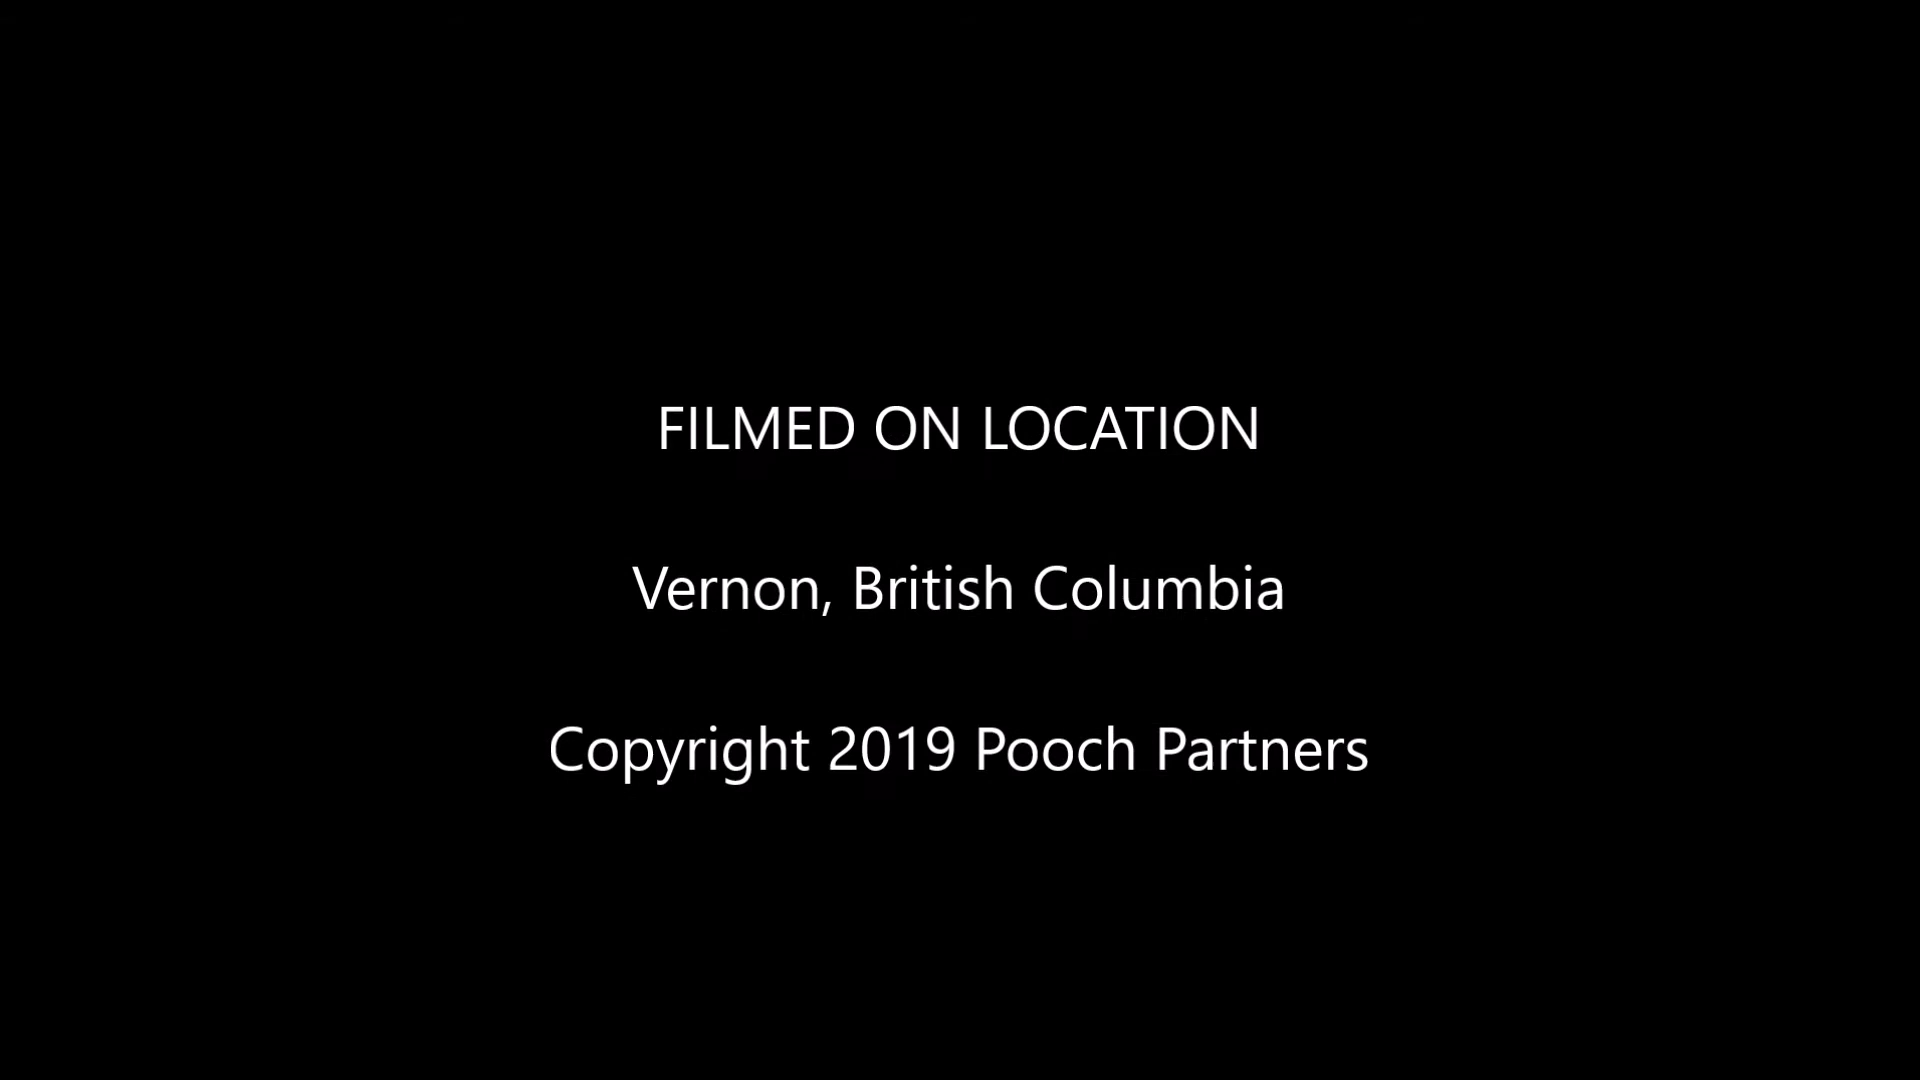 FILMED ON LOCATION
Vernon, British Columbia
Copyright 2019 Pooch Partners